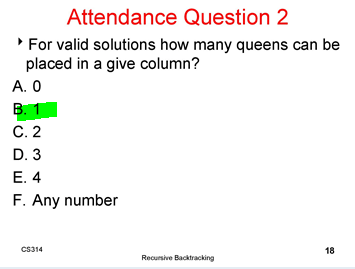 Attendance Question 2
For valid solutions how many queens can be
placed in a give column?
A. 0
B. 1
C. 2
D. 3
E. 4
F. Any number
CS314
18
Recursive Backtracking